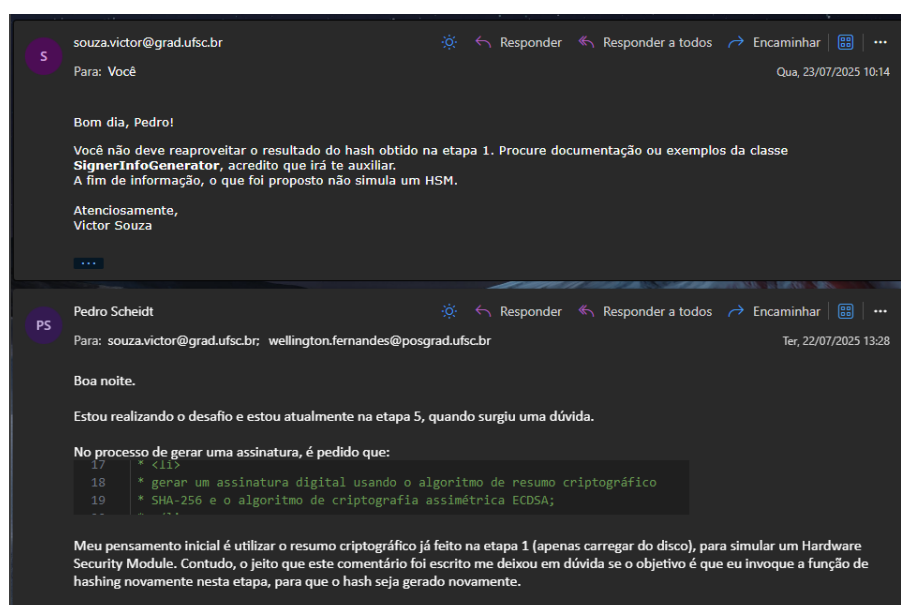 souza.victor@grad.ufsc.br
Responder
Responder a todos
Encaminhar
S
Para: Você
Qua, 23/07/2025 10:14
Bom dia, Pedro!
Você não deve reaproveitar o resultado do hash obtido na etapa 1. Procure documentação ou exemplos da classe
SignerInfoGenerator, acredito que irá te auxiliar.
A fim de informação, o que foi proposto não simula um HSM.
Atenciosamente,
Victor Souza
Pedro Scheidt
Responder
Responder a todos
Encaminhar
PS
Para: souza.victor@grad.ufsc.br; wellington.fernandes@posgrad.ufsc.br
Ter, 22/07/2025 13:28
Boa noite.
Estou realizando o desafio e estou atualmente na etapa 5, quando surgiu uma dúvida.
No processo de gerar uma assinatura, é pedido que:
17 * <li>
18 * gerar um assinatura digital usando o algoritmo de resumo criptográfico
19 * SHA-256 e o algoritmo de criptografia assimétrica ECDSA;
Meu pensamento inicial é utilizar o resumo criptográfico já feito na etapa 1 (apenas carregar do disco), para simular um Hardware
Security Module. Contudo, o jeito que este comentário foi escrito me deixou em dúvida se o objetivo é que eu invoque a função de
hashing novamente nesta etapa, para que o hash seja gerado novamente.